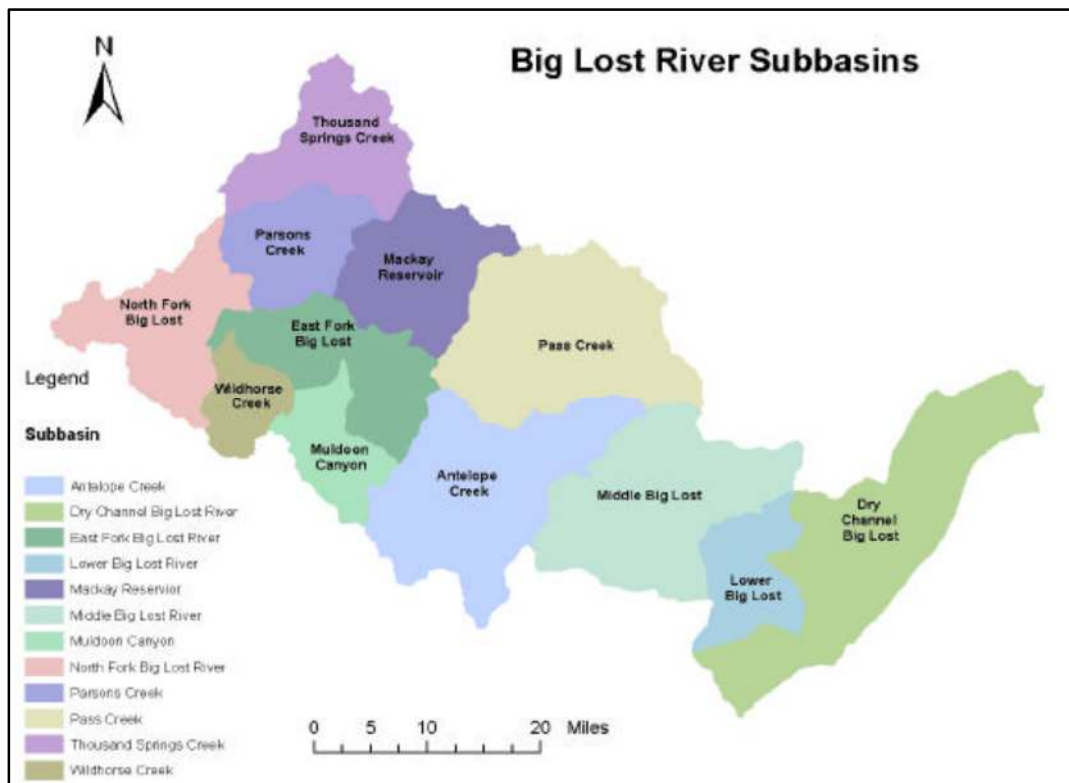 N
Big Lost River Subbasins
Thousand
Springs Creek
Parsons
Creek
Mackay
Reservoir
North Fork
Big Lost
East Fork
Big Lost
Pass Creek
Wildhorse
Creek
Muldoon
Canyon
Antelope
Creek
Middle Big Lost
Dry
Channel
Big Lost
Lower
Big Lost
Legend
Subbasin
Antelope Creek
Dry Channel Big Lost River
East Fork Big Lost River
Lower Big Lost River
Mackay Reservior
Middle Big Lost River
Muldoon Canyon
North Fork Big Lost River
Parsons Creek
Pass Creek
Thousand Springs Creek
Wildhorse Creek
0 5 10 20 Miles